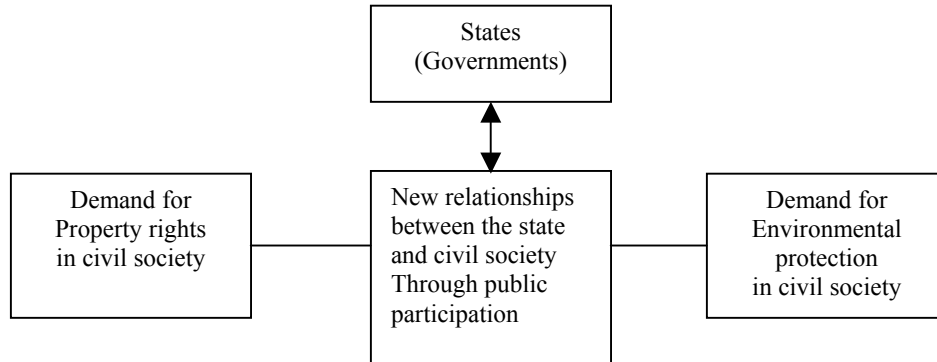 States
(Governments)
Demand for
Property rights
in civil society
New relationships
between the state
and civil society
Through public
participation
Demand for
Environmental
protection
in civil society